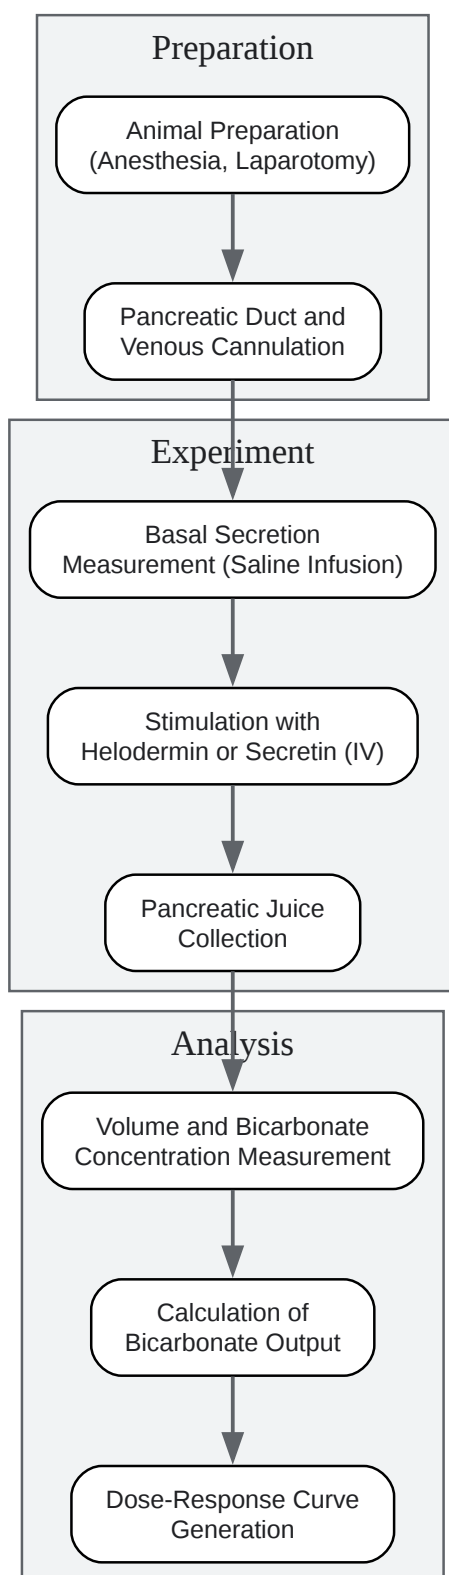 Preparation
Animal Preparation
(Anesthesia, Laparotomy)
Pancreatic Duct and
Venous Cannulation
Experiment
Basal Secretion
Measurement (Saline Infusion)
Stimulation with
Helodermin or Secretin (IV)
Pancreatic Juice
Collection
Analysis
Volume and Bicarbonate
Concentration Measurement
Calculation of
Bicarbonate Output
Dose-Response Curve
Generation